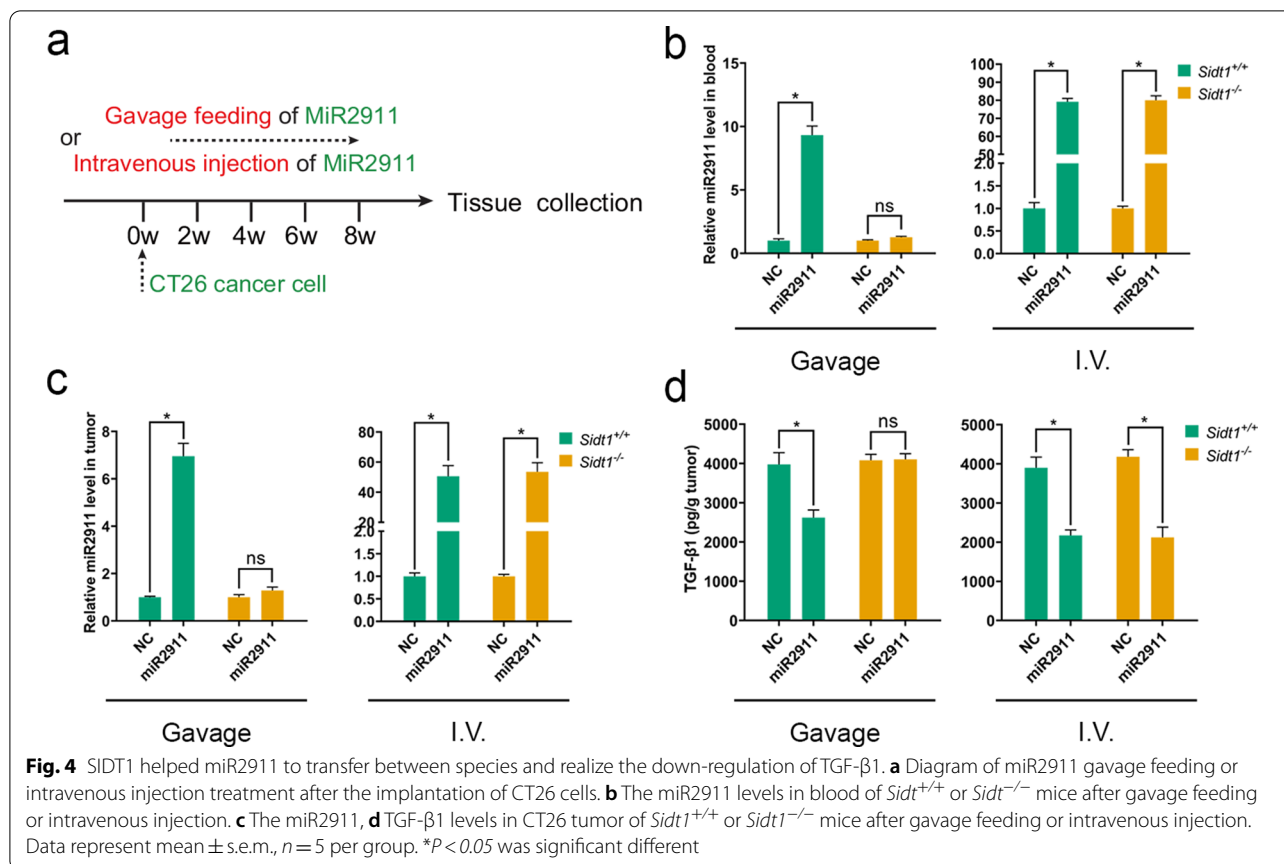 a
Gavage feeding of MiR2911
or
Intravenous injection of MiR2911
Tissue collection
0w 2w 4w 6w 8w
CT26 cancer cell
b
Relative miR2911 level in blood
15
10
5
0
*
ns
NC
miR2911
NC
miR2911
Gavage
100
90
80
70
60
50
2.0
1.5
1.0
0.5
0.0
*
*
Sidt1+/+
Sidt1-/-
NC
miR2911
NC
miR2911
I.V.
c
Relative miR2911 level in tumor
8
6
4
2
0
*
ns
NC
miR2911
NC
miR2911
Gavage
80
60
40
20
2.0
1.5
1.0
0.5
0.0
*
*
Sidt1+/+
Sidt1-/-
NC
miR2911
NC
miR2911
I.V.
d
TGF-β1 (pg/g tumor)
5000
4000
3000
2000
1000
0
*
ns
NC
miR2911
NC
miR2911
Gavage
5000
4000
3000
2000
1000
0
*
*
Sidt1+/+
Sidt1-/-
NC
miR2911
NC
miR2911
I.V.
Fig. 4 SIDT1 helped miR2911 to transfer between species and realize the down-regulation of TGF-β1. a Diagram of miR2911 gavage feeding or
intravenous injection treatment after the implantation of CT26 cells. b The miR2911 levels in blood of Sidt+/+ or Sidt−/− mice after gavage feeding
or intravenous injection. c The miR2911, d TGF-β1 levels in CT26 tumor of Sidt1+/+ or Sidt1−/− mice after gavage feeding or intravenous injection.
Data represent mean ± s.e.m., n = 5 per group. *P < 0.05 was significant different